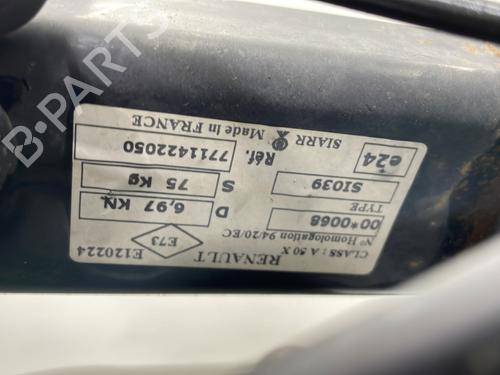 RENAULT
E73
E120224
CLASS : A 50 X
N° Homologation 94/20/EC
00*0068
D 6,97 KN
TYPE
SI039
S 75 Kg
e24
Réf. 7711422050
SIARR Made in FRANCE
B-PARTS